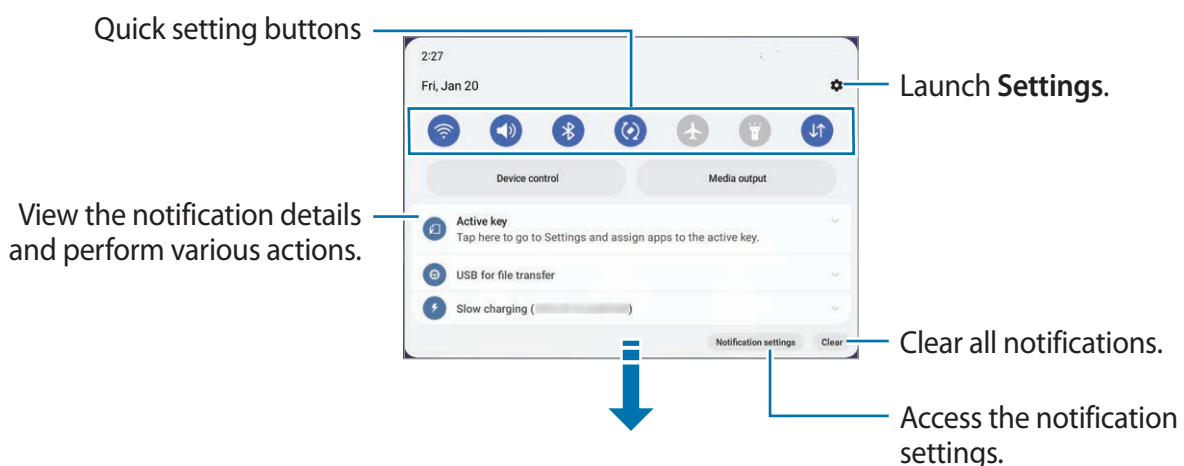 Quick setting buttons
2:27
Fri, Jan 20
Launch Settings.
Device control
Media output
View the notification details
and perform various actions.
Active key
Tap here to go to Settings and assign apps to the active key.
USB for file transfer
Slow charging ( )
Notification settings
Clear
Clear all notifications.
Access the notification
settings.